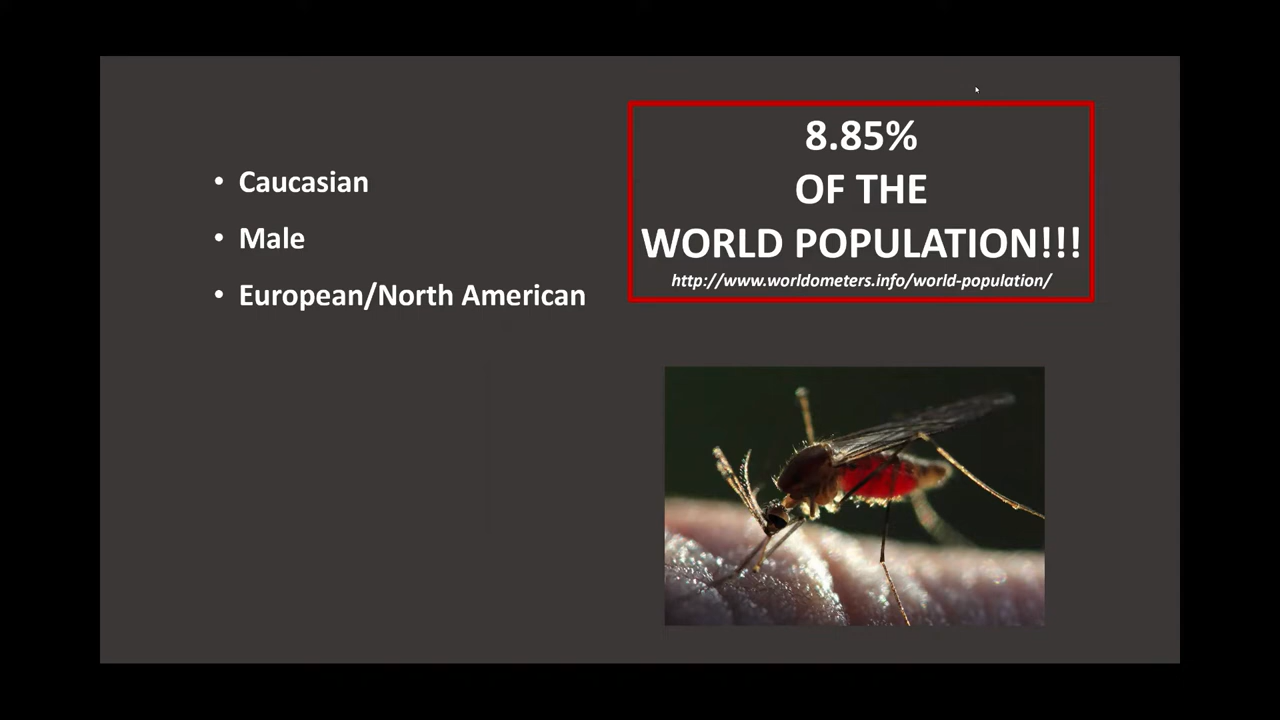 • Caucasian
• Male
• European/North American
8.85%
OF THE
WORLD POPULATION!!!
http://www.worldometers.info/world-population/